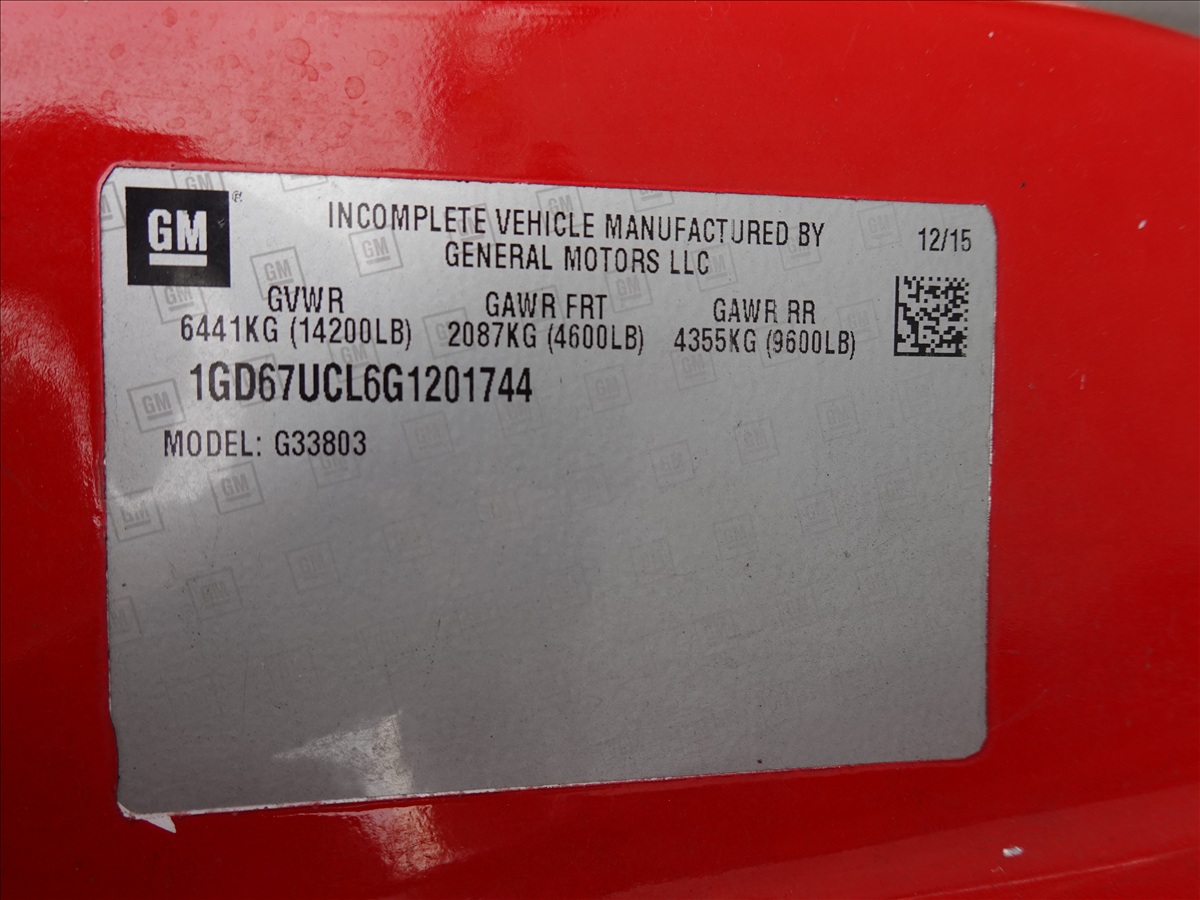 GM ®
INCOMPLETE VEHICLE MANUFACTURED BY
GENERAL MOTORS LLC
12/15
GVWR GAWR FRT GAWR RR
6441KG (14200LB) 2087KG (4600LB) 4355KG (9600LB)
1GD67UCL6G1201744
MODEL: G33803